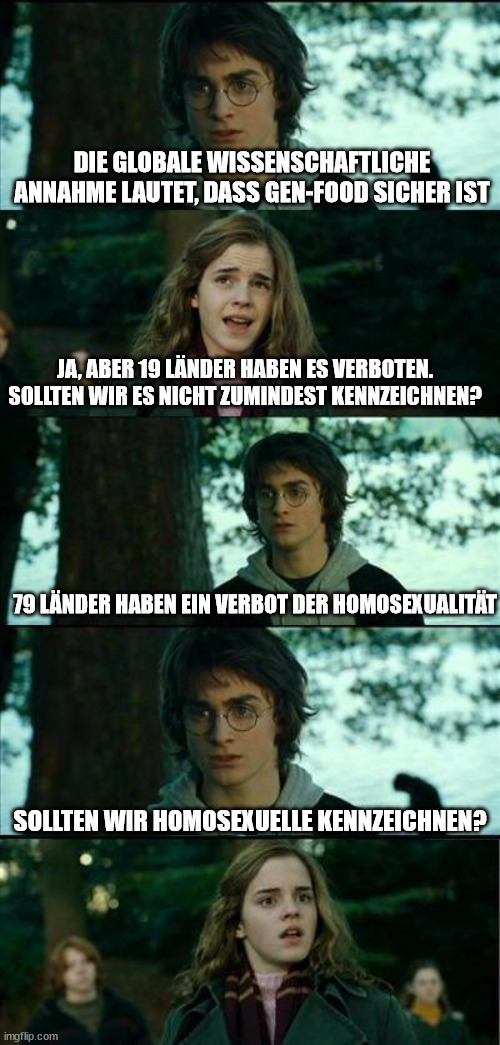 DIE GLOBALE WISSENSCHAFTLICHE
ANNAHME LAUTET, DASS GEN-FOOD SICHER IST
JA, ABER 19 LÄNDER HABEN ES VERBOTEN.
SOLLTEN WIR ES NICHT ZUMINDEST KENNZEICHNEN?
79 LÄNDER HABEN EIN VERBOT DER HOMOSEXUALITÄT
SOLLTEN WIR HOMOSEXUELLE KENNZEICHNEN?
imgflip.com